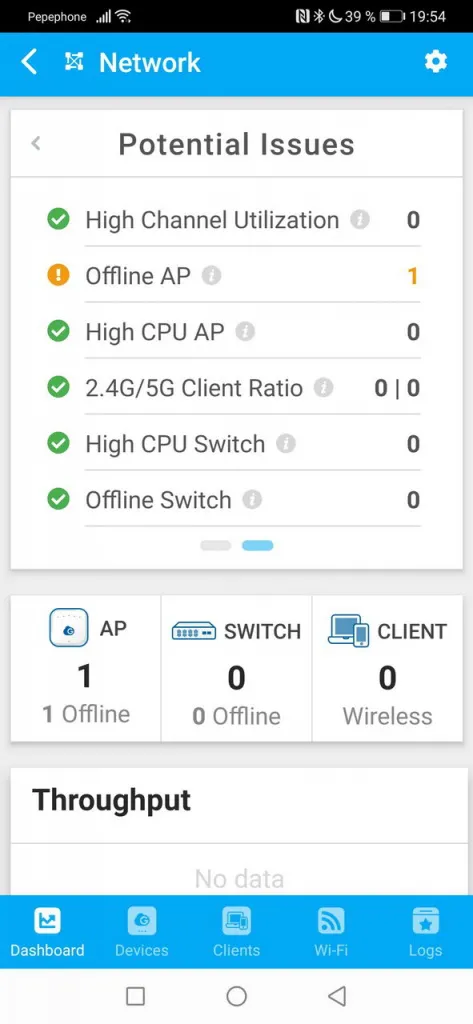 Pepephone 39 % 19:54
Network
Potential Issues
High Channel Utilization 0
Offline AP 1
High CPU AP 0
2.4G/5G Client Ratio 0 | 0
High CPU Switch 0
Offline Switch 0
AP SWITCH CLIENT
1 0 0
1 Offline 0 Offline Wireless
Throughput
No data
Dashboard Devices Clients Wi-Fi Logs